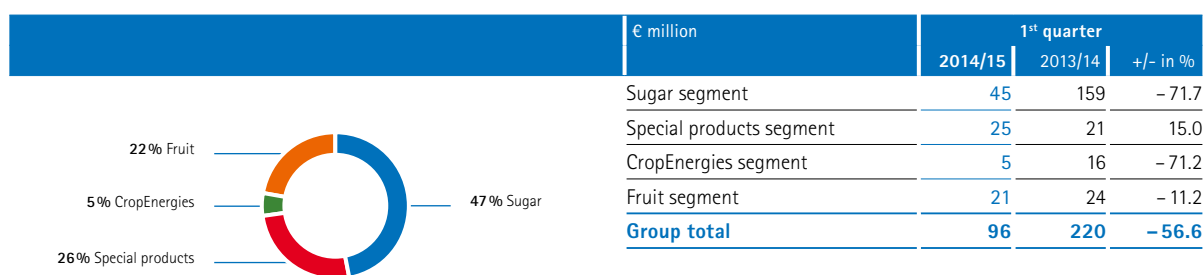 € million 1st quarter
2014/15 2013/14 +/- in %
Sugar segment 45 159 – 71.7
Special products segment 25 21 15.0
CropEnergies segment 5 16 – 71.2
Fruit segment 21 24 – 11.2
Group total 96 220 – 56.6
22 % Fruit
5 % CropEnergies
47 % Sugar
26 % Special products